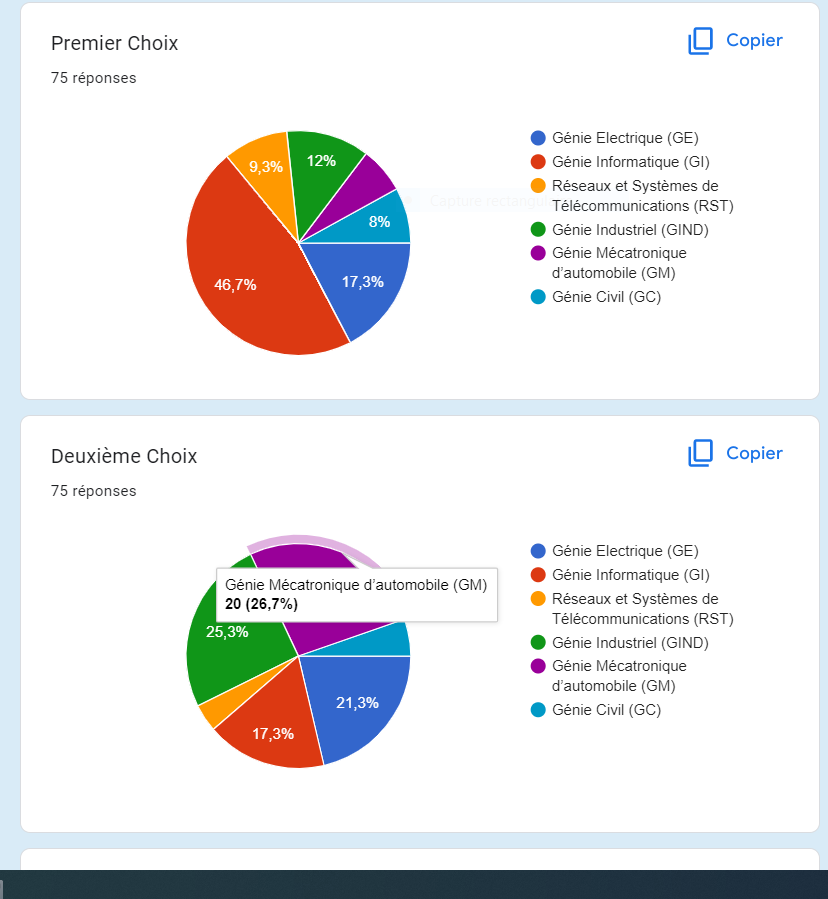 Premier Choix
Copier
75 réponses
Génie Electrique (GE)
Génie Informatique (GI)
Réseaux et Systèmes de
Télécommunications (RST)
Génie Industriel (GIND)
Génie Mécatronique
d’automobile (GM)
Génie Civil (GC)
9,3%
12%
8%
46,7%
17,3%
Deuxième Choix
Copier
75 réponses
Génie Electrique (GE)
Génie Informatique (GI)
Réseaux et Systèmes de
Télécommunications (RST)
Génie Industriel (GIND)
Génie Mécatronique
d’automobile (GM)
Génie Civil (GC)
Génie Mécatronique d’automobile (GM)
20 (26,7%)
25,3%
21,3%
17,3%